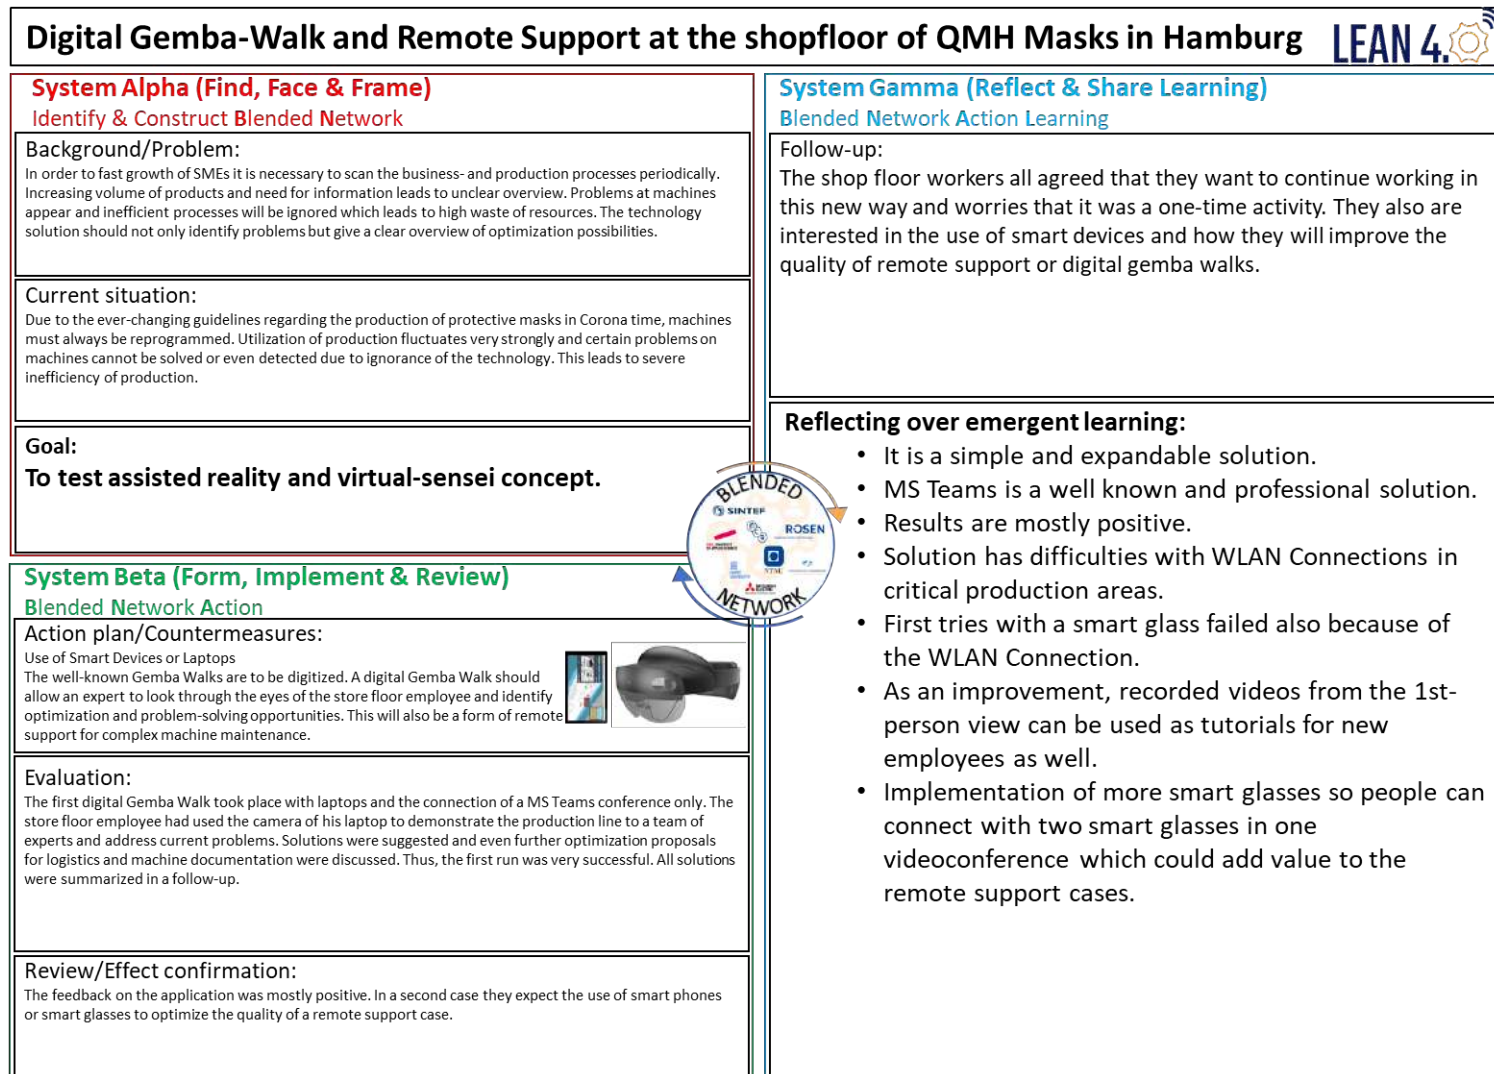 Digital Gemba-Walk and Remote Support at the shopfloor of QMH Masks in Hamburg
LEAN 4.
System Alpha (Find, Face & Frame)
Identify & Construct Blended Network
Background/Problem:
In order to fast growth of SMEs it is necessary to scan the business- and production processes periodically.
Increasing volume of products and need for information leads to unclear overview. Problems at machines
appear and inefficient processes will be ignored which leads to high waste of resources. The technology
solution should not only identify problems but give a clear overview of optimization possibilities.
Current situation:
Due to the ever-changing guidelines regarding the production of protective masks in Corona time, machines
must always be reprogrammed. Utilization of production fluctuates very strongly and certain problems on
machines cannot be solved or even detected due to ignorance of the technology. This leads to severe
inefficiency of production.
Goal:
To test assisted reality and virtual-sensei concept.
System Beta (Form, Implement & Review)
Blended Network Action
Action plan/Countermeasures:
Use of Smart Devices or Laptops
The well-known Gemba Walks are to be digitized. A digital Gemba Walk should
allow an expert to look through the eyes of the store floor employee and identify
optimization and problem-solving opportunities. This will also be a form of remote
support for complex machine maintenance.
Evaluation:
The first digital Gemba Walk took place with laptops and the connection of a MS Teams conference only. The
store floor employee had used the camera of his laptop to demonstrate the production line to a team of
experts and address current problems. Solutions were suggested and even further optimization proposals
for logistics and machine documentation were discussed. Thus, the first run was very successful. All solutions
were summarized in a follow-up.
Review/Effect confirmation:
The feedback on the application was mostly positive. In a second case they expect the use of smart phones
or smart glasses to optimize the quality of a remote support case.
BLENDED
SINTEF
ROSEN
NTNU
NETWORK
System Gamma (Reflect & Share Learning)
Blended Network Action Learning
Follow-up:
The shop floor workers all agreed that they want to continue working in
this new way and worries that it was a one-time activity. They also are
interested in the use of smart devices and how they will improve the
quality of remote support or digital gemba walks.
Reflecting over emergent learning:
• It is a simple and expandable solution.
• MS Teams is a well known and professional solution.
• Results are mostly positive.
• Solution has difficulties with WLAN Connections in
critical production areas.
• First tries with a smart glass failed also because of
the WLAN Connection.
• As an improvement, recorded videos from the 1st-
person view can be used as tutorials for new
employees as well.
• Implementation of more smart glasses so people can
connect with two smart glasses in one
videoconference which could add value to the
remote support cases.